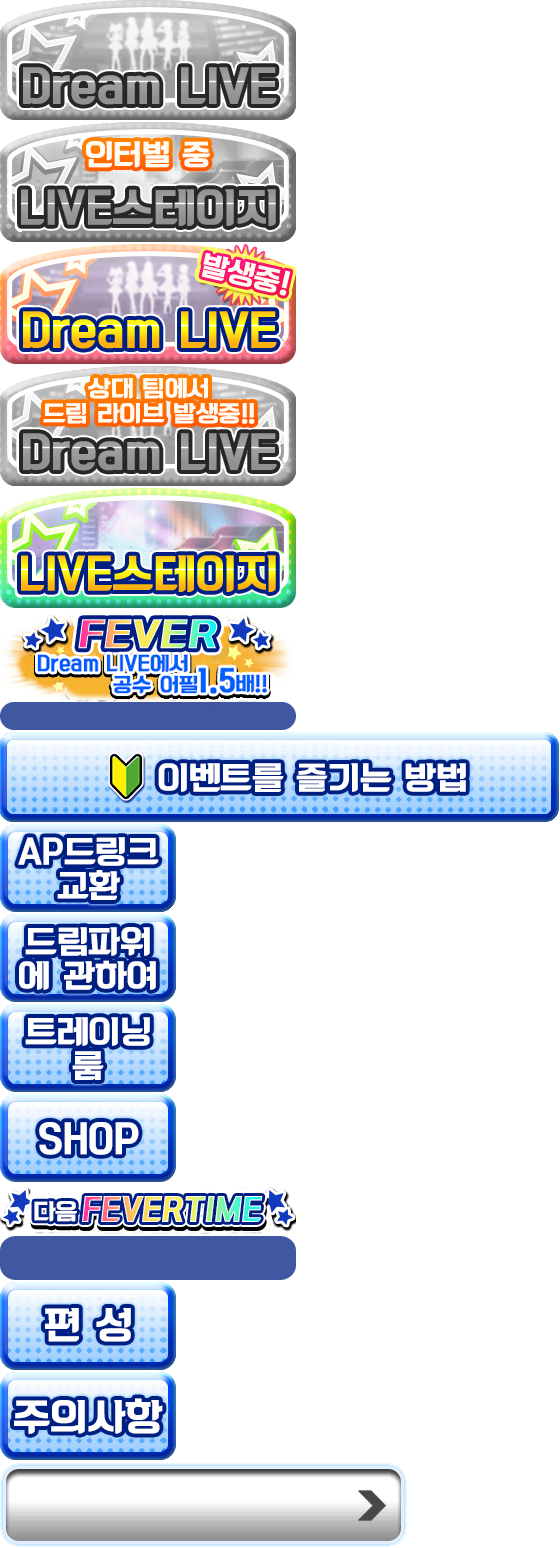 Dream LIVE
인터벌 중
LIVE스테이지
발생중!
Dream LIVE
상대 팀에서
드림 라이브 발생중!!
Dream LIVE
LIVE스테이지
FEVER
Dream LIVE에서
공수 어필1.5배!!
이벤트를 즐기는 방법
AP드링크
교환
드림파워
에 관하여
트레이닝
룸
SHOP
다음 FEVERTIME
편 성
주의사항